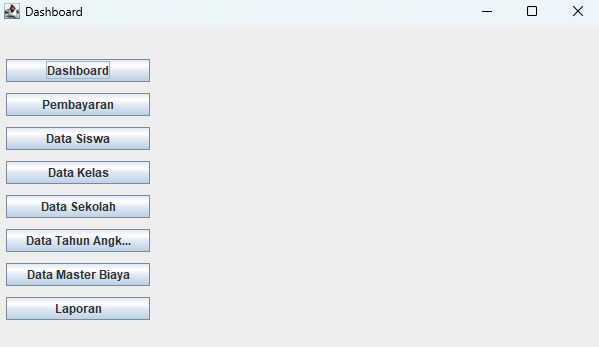 Dashboard
Dashboard
Pembayaran
Data Siswa
Data Kelas
Data Sekolah
Data Tahun Angk...
Data Master Biaya
Laporan